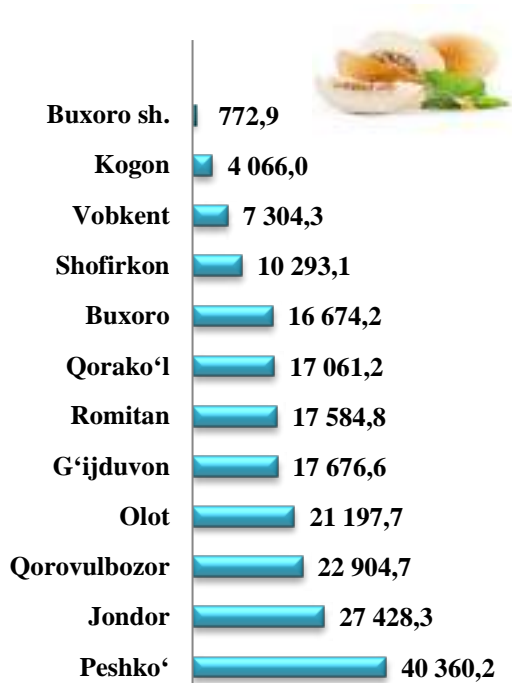 Buxoro sh. 772,9
Kogon 4 066,0
Vobkent 7 304,3
Shofirkon 10 293,1
Buxoro 16 674,2
Qorako‘l 17 061,2
Romitan 17 584,8
G‘ijduvon 17 676,6
Olot 21 197,7
Qorovulbozor 22 904,7
Jondor 27 428,3
Peshko‘ 40 360,2